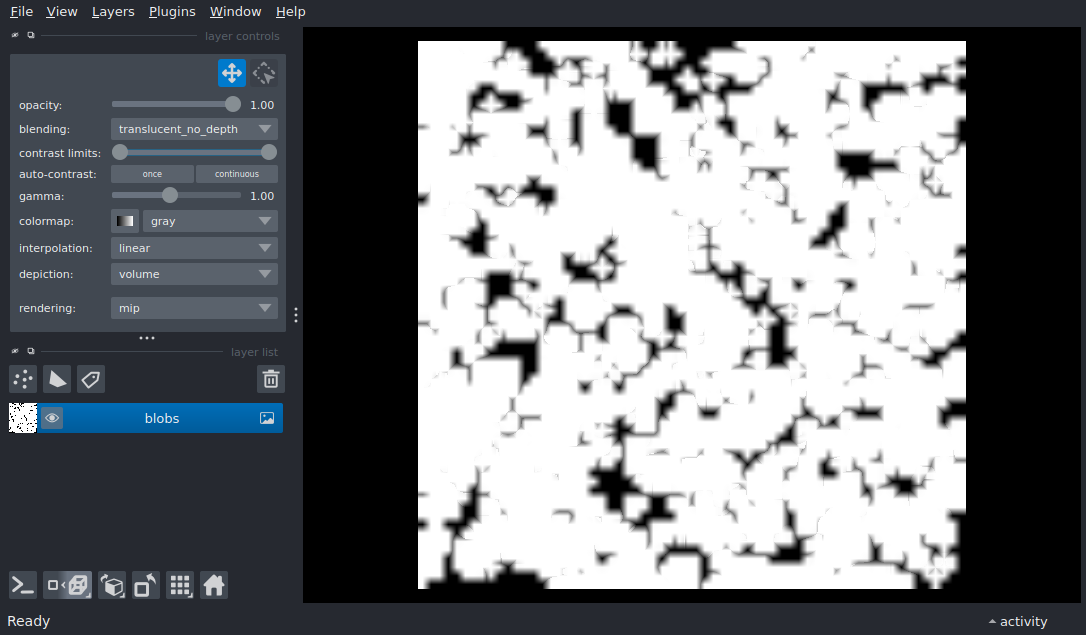 File View Layers Plugins Window Help
layer controls
opacity: 1.00
blending: translucent_no_depth
contrast limits:
auto-contrast: once continuous
gamma: 1.00
colormap: gray
interpolation: linear
depiction: volume
rendering: mip
layer list
blobs
Ready activity